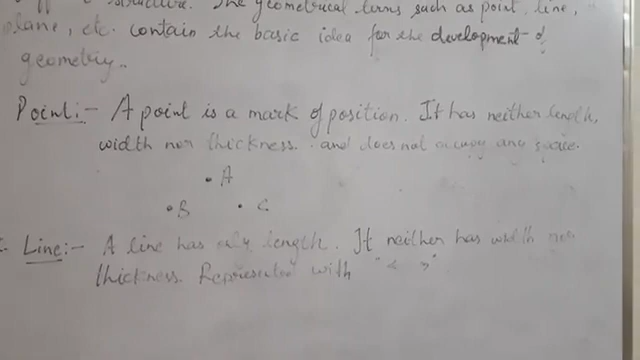 structure. The geometrical terms such as point, line,
plane, etc. contain the basic idea for the development of
geometry..
Point:- A point is a mark of position. It has neither length,
width nor thickness. and does not occupy any space.
• A
• B • C
Line:- A line has only length. It neither has width nor
thickness. Represented with "< >"